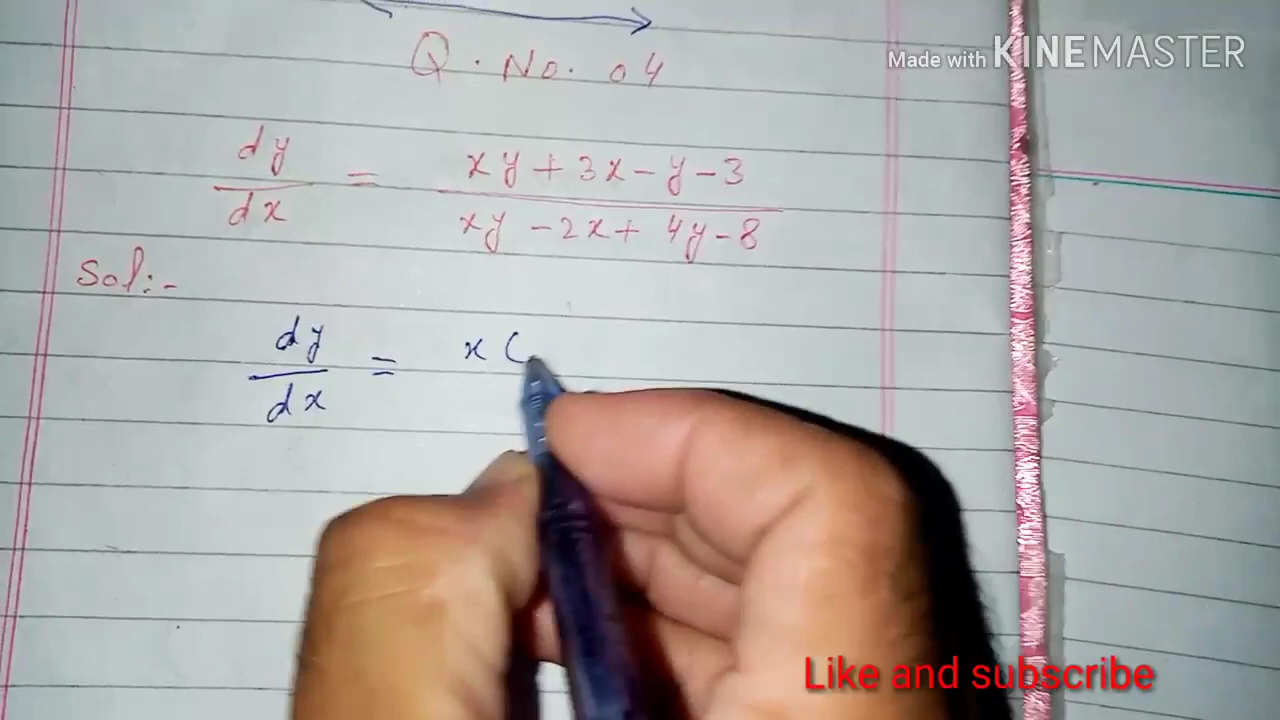 Q. No. 04
Made with KINEMASTER
dy/dx = xy + 3x - y - 3 / xy - 2x + 4y - 8
Sol:-
dy/dx = x (
Like and subscribe